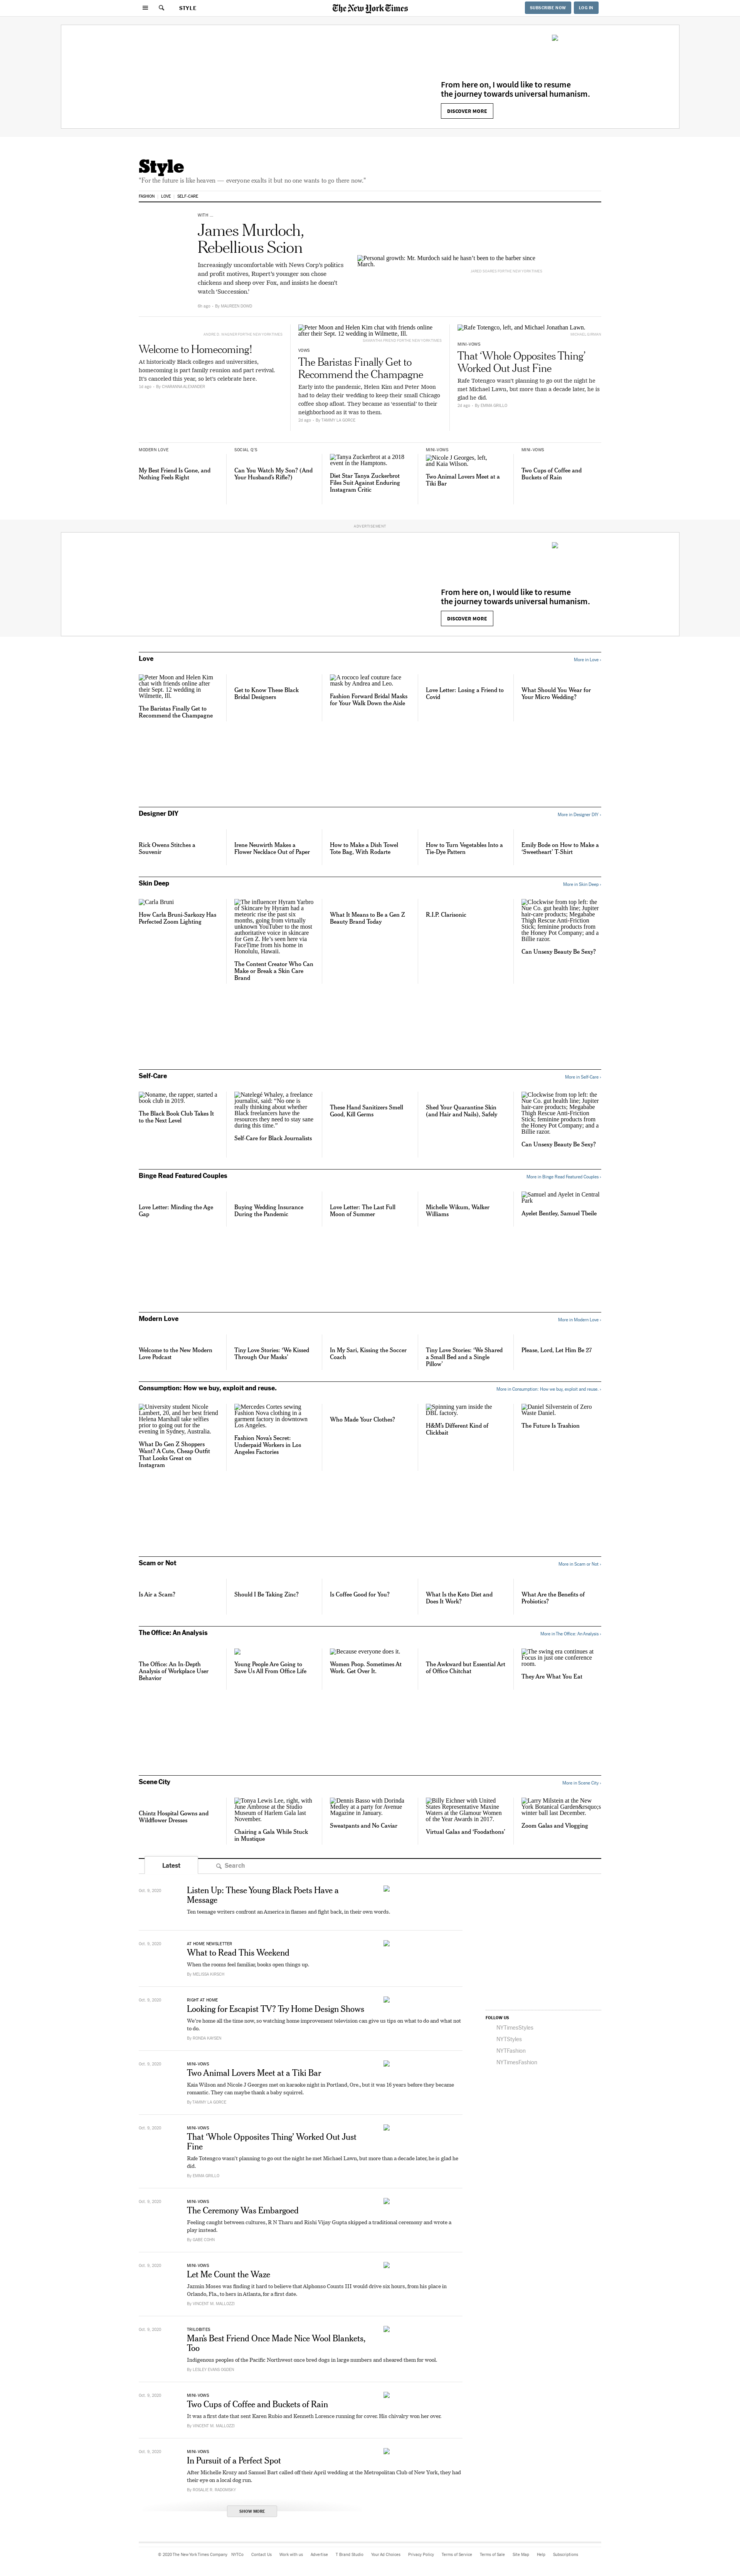 STYLE
The New York Times
SUBSCRIBE NOW
LOG IN
From here on, I would like to resume
the journey towards universal humanism.
DISCOVER MORE
Style
"For the future is like heaven — everyone exalts it but no one wants to go there now."
FASHION
LOVE
SELF-CARE
WITH ...
James Murdoch,
Rebellious Scion
Increasingly uncomfortable with News Corp's politics
and profit motives, Rupert's younger son chose
chickens and sheep over Fox, and insists he doesn't
watch 'Succession.'
By MAUREEN DOWD
Personal growth: Mr. Murdoch said he hasn't been to the barber since
March.
Welcome to Homecoming!
At historically Black colleges and universities,
homecoming is part family reunion and part revival.
It's canceled this year, so let's celebrate here.
1d ago · By CHARANNA ALEXANDER
Peter Moon and Helen Kim chat with friends online
after their Sept. 12 wedding in Wilmette, Ill.
VOWS
The Baristas Finally Get to
Recommend the Champagne
Early into the pandemic, Helen Kim and Peter Moon
had to delay their wedding to keep their small Chicago
coffee shop afloat. They became as 'essential' to their
neighborhood as it was to them.
2d ago · By TAMMY LA GORCE
Rafe Totengco, left, and Michael Jonathan Lawn.
MINI-VOWS
That 'Whole Opposites Thing'
Worked Out Just Fine
Rafe Totengco wasn't planning to go out the night he
met Michael Lawn, but more than a decade later, he is
glad he did.
2d ago · By EMMA GRILLO
MODERN LOVE
My Best Friend Is Gone, and
Nothing Feels Right
SOCIAL Q'S
Can You Watch My Son? (And
Your Husband's Rifle?)
Tanya Zuckerbrot at a 2018
event in the Hamptons.
Diet Star Tanya Zuckerbrot
Files Suit Against Enduring
Instagram Critic
MINI-VOWS
Nicole J Georges, left,
and Kaia Wilson.
Two Animal Lovers Meet at a
Tiki Bar
MINI-VOWS
Two Cups of Coffee and
Buckets of Rain
ADVERTISEMENT
From here on, I would like to resume
the journey towards universal humanism.
DISCOVER MORE
Love
More in Love ›
Peter Moon and Helen Kim
chat with friends online after
their Sept. 12 wedding in
Wilmette, Ill.
The Baristas Finally Get to
Recommend the Champagne
Get to Know These Black
Bridal Designers
A rococo leaf couture face
mask by Andrea and Leo.
Fashion Forward Bridal Masks
for Your Walk Down the Aisle
Love Letter: Losing a Friend to
Covid
What Should You Wear for
Your Micro Wedding?
Designer DIY
More in Designer DIY ›
Rick Owens Stitches a
Souvenir
Irene Neuwirth Makes a
Flower Necklace Out of Paper
How to Make a Dish Towel
Tote Bag, With Rodarte
How to Turn Vegetables Into a
Tie-Dye Pattern
Emily Bode on How to Make a
'Sweetheart' T-Shirt
Skin Deep
More in Skin Deep ›
Carla Bruni
How Carla Bruni-Sarkozy Has
Perfected Zoom Lighting
The influencer Hyram Yarbro
of Skincare by Hyram had a
meteoric rise the past six
months, going from virtually
unknown YouTuber to the most
authoritative voice in skincare
for Gen Z. He's seen here via
FaceTime from his home in
Honolulu, Hawaii.
The Content Creator Who Can
Make or Break a Skin Care
Brand
What It Means to Be a Gen Z
Beauty Brand Today
R.I.P. Clarisonic
Clockwise from top left: the
Nue Co. gut health line; Jupiter
hair-care products; Megababe
Thigh Rescue Anti-Friction
Stick; feminine products from
the Honey Pot Company; and a
Billie razor.
Can Unsexy Beauty Be Sexy?
Self-Care
More in Self-Care ›
Noname, the rapper, started a
book club in 2019.
The Black Book Club Takes It
to the Next Level
Natelegé Whaley, a freelance
journalist, said: "No one is
really thinking about whether
Black freelancers have the
resources they need to stay sane
during this time."
Self-Care for Black Journalists
These Hand Sanitizers Smell
Good, Kill Germs
Shed Your Quarantine Skin
(and Hair and Nails), Safely
Clockwise from top left: the
Nue Co. gut health line; Jupiter
hair-care products; Megababe
Thigh Rescue Anti-Friction
Stick; feminine products from
the Honey Pot Company; and a
Billie razor.
Can Unsexy Beauty Be Sexy?
Binge Read Featured Couples
More in Binge Read Featured Couples ›
Love Letter: Minding the Age
Gap
Buying Wedding Insurance
During the Pandemic
Love Letter: The Last Full
Moon of Summer
Michelle Wikum, Walker
Williams
Samuel and Ayelet in Central
Park
Ayelet Bentley, Samuel Tbeile
Modern Love
More in Modern Love ›
Welcome to the New Modern
Love Podcast
Tiny Love Stories: 'We Kissed
Through Our Masks'
In My Sari, Kissing the Soccer
Coach
Tiny Love Stories: 'We Shared
a Small Bed and a Single
Pillow'
Please, Lord, Let Him Be 27
Consumption: How we buy, exploit and reuse.
More in Consumption: How we buy, exploit and reuse. ›
University student Nicole
Lambert, 20, and her best friend
Helena Marshall take selfies
prior to going out for the
evening in Sydney, Australia.
What Do Gen Z Shoppers
Want? A Cute, Cheap Outfit
That Looks Great on
Instagram
Mercedes Cortes sewing
Fashion Nova clothing in a
garment factory in downtown
Los Angeles.
Fashion Nova's Secret:
Underpaid Workers in Los
Angeles Factories
Who Made Your Clothes?
Spinning yarn inside the
DBL factory.
H&M's Different Kind of
Clickbait
Daniel Silverstein of Zero
Waste Daniel.
The Future Is Trashion
Scam or Not
More in Scam or Not ›
Is Air a Scam?
Should I Be Taking Zinc?
Is Coffee Good for You?
What Is the Keto Diet and
Does It Work?
What Are the Benefits of
Probiotics?
The Office: An Analysis
More in The Office: An Analysis ›
The Office: An In-Depth
Analysis of Workplace User
Behavior
Young People Are Going to
Save Us All From Office Life
Because everyone does it.
Women Poop. Sometimes At
Work. Get Over It.
The Awkward but Essential Art
of Office Chitchat
The swing era continues at
Focus in just one conference
room.
They Are What You Eat
Scene City
More in Scene City ›
Chintz Hospital Gowns and
Wildflower Dresses
Tonya Lewis Lee, right, with
June Ambrose at the Studio
Museum of Harlem Gala last
November.
Chairing a Gala While Stuck
in Mustique
Dennis Basso with Dorinda
Medley at a party for Avenue
Magazine in January.
Sweatpants and No Caviar
Billy Eichner with United
States Representative Maxine
Waters at the Glamour Women
of the Year Awards in 2017.
Virtual Galas and 'Foodathons'
Larry Milstein at the New
York Botanical Garden&rsquo;s
winter ball last December.
Zoom Galas and Vlogging
Latest
Search
Oct. 9, 2020
Listen Up: These Young Black Poets Have a
Message
Ten teenage writers confront an America in flames and fight back, in their own words.
Oct. 9, 2020
AT HOME NEWSLETTER
What to Read This Weekend
When the rooms feel familiar, books open things up.
By MELISSA KIRSCH
Oct. 9, 2020
RIGHT AT HOME
Looking for Escapist TV? Try Home Design Shows
We're home all the time now, so watching home improvement television can give us tips on what to do and what not
to do.
By RONDA KAYSEN
Oct. 9, 2020
MINI-VOWS
Two Animal Lovers Meet at a Tiki Bar
Kaia Wilson and Nicole J Georges met on karaoke night in Portland, Ore., but it was 16 years before they became
romantic. They can maybe thank a baby squirrel.
By TAMMY LA GORCE
Oct. 9, 2020
MINI-VOWS
That 'Whole Opposites Thing' Worked Out Just
Fine
Rafe Totengco wasn't planning to go out the night he met Michael Lawn, but more than a decade later, he is glad he
did.
By EMMA GRILLO
Oct. 9, 2020
MINI-VOWS
The Ceremony Was Embargoed
Feeling caught between cultures, R N Tharu and Rishi Vijay Gupta skipped a traditional ceremony and wrote a
play instead.
By GABE COHN
Oct. 9, 2020
MINI-VOWS
Let Me Count the Waze
Jazmin Moses was finding it hard to believe that Alphonso Counts III would drive six hours, from his place in
Orlando, Fla., to hers in Atlanta, for a first date.
By VINCENT M. MALLOZZI
Oct. 9, 2020
TRILOBITES
Man's Best Friend Once Made Nice Wool Blankets,
Too
Indigenous peoples of the Pacific Northwest once bred dogs in large numbers and sheared them for wool.
By LESLEY EVANS OGDEN
Oct. 9, 2020
MINI-VOWS
Two Cups of Coffee and Buckets of Rain
It was a first date that sent Karen Rubio and Kenneth Lorence running for cover. His chivalry won her over.
By VINCENT M. MALLOZZI
Oct. 9, 2020
MINI-VOWS
In Pursuit of a Perfect Spot
After Michelle Krusy and Samuel Bart called off their April wedding at the Metropolitan Club of New York, they had
their eye on a local dog run.
By ROSALIE R. RADOMSKY
SHOW MORE
FOLLOW US
NYTimesStyles
NYTStyles
NYTFashion
NYTimesFashion
© 2020 The New York Times Company
NYTCo
Contact Us
Work with us
Advertise
T Brand Studio
Your Ad Choices
Privacy Policy
Terms of Service
Terms of Sale
Site Map
Help
Subscriptions